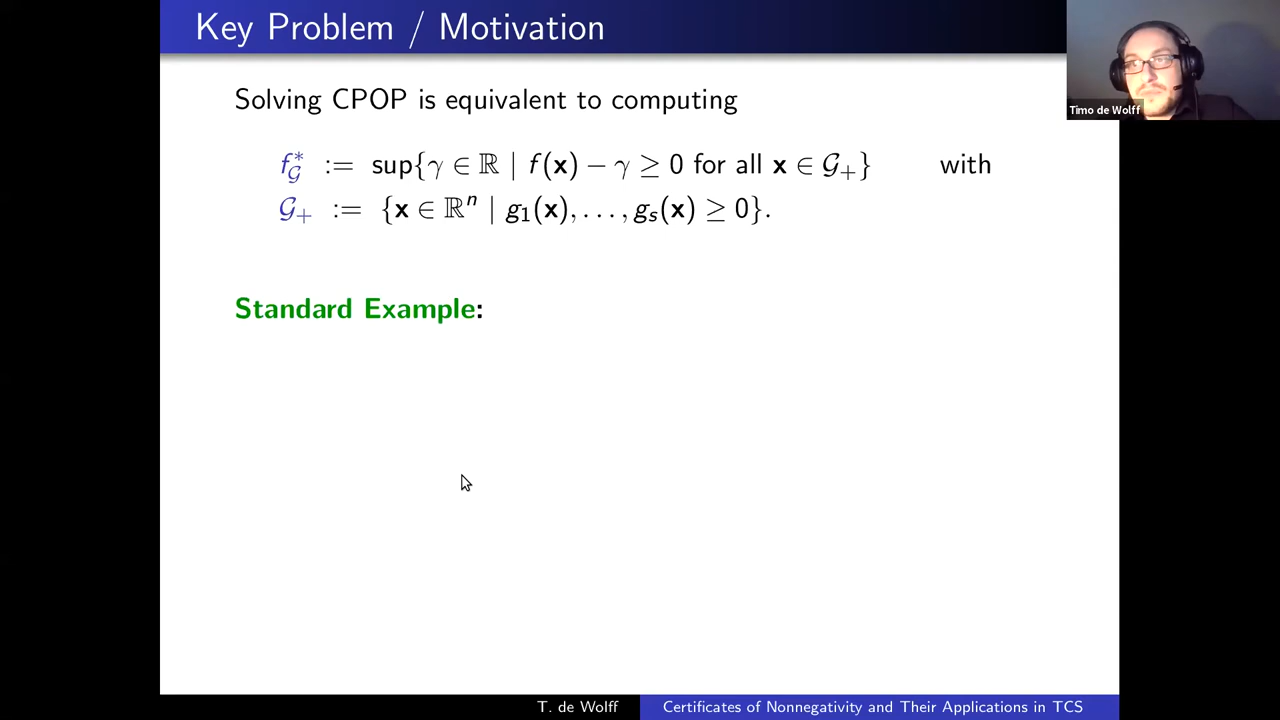 Key Problem / Motivation
Timo de Wolff
Solving CPOP is equivalent to computing
f*_𝒢 := sup{γ ∈ ℝ | f(𝐱) − γ ≥ 0 for all 𝐱 ∈ 𝒢₊} with
𝒢₊ := {𝐱 ∈ ℝⁿ | g₁(𝐱), . . . , gₛ(𝐱) ≥ 0}.
Standard Example:
T. de Wolff Certificates of Nonnegativity and Their Applications in TCS